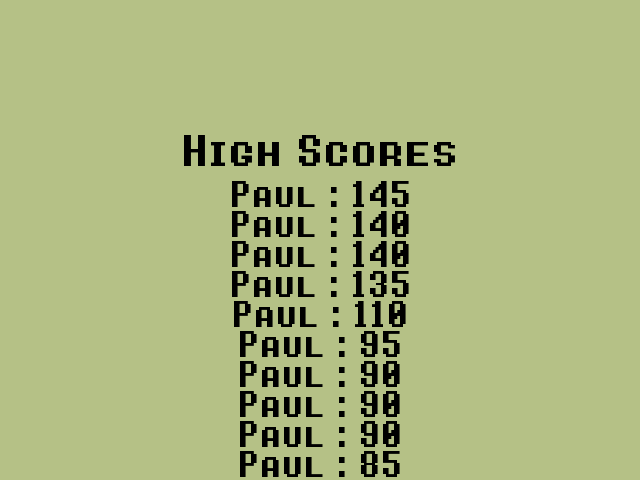 High Scores
Paul : 145
Paul : 140
Paul : 140
Paul : 135
Paul : 110
Paul : 95
Paul : 90
Paul : 90
Paul : 90
Paul : 85